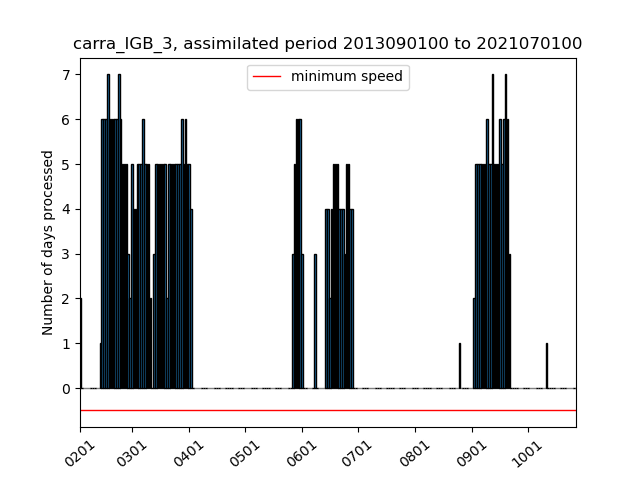 carra_IGB_3, assimilated period 2013090100 to 2021070100
minimum speed
Number of days processed
7
6
5
4
3
2
1
0
0201 0301 0401 0501 0601 0701 0801 0901 1001